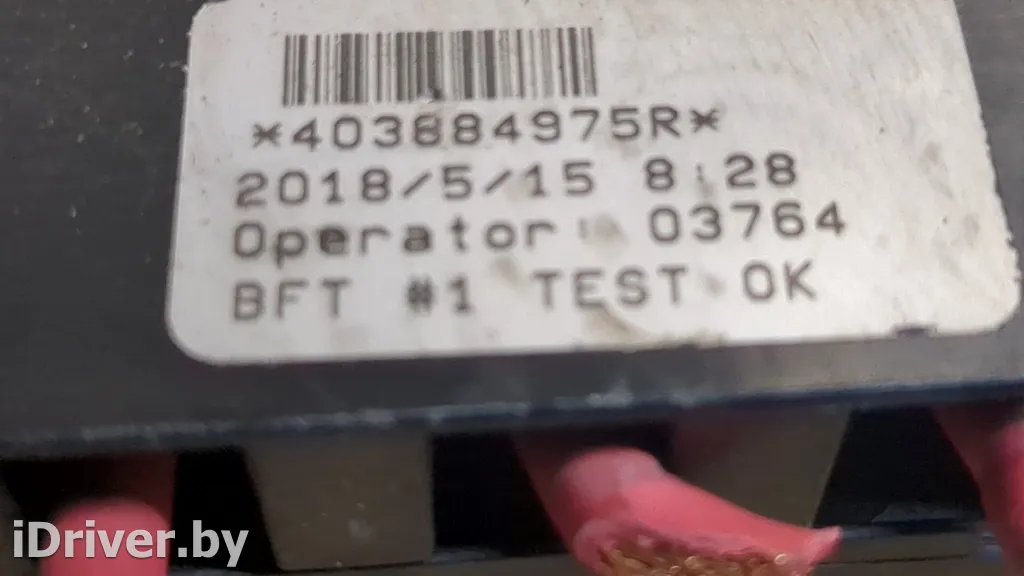 *403884975R*
2018/5/15 8:28
Operator: 03764
BFT #1 TEST OK
iDriver.by